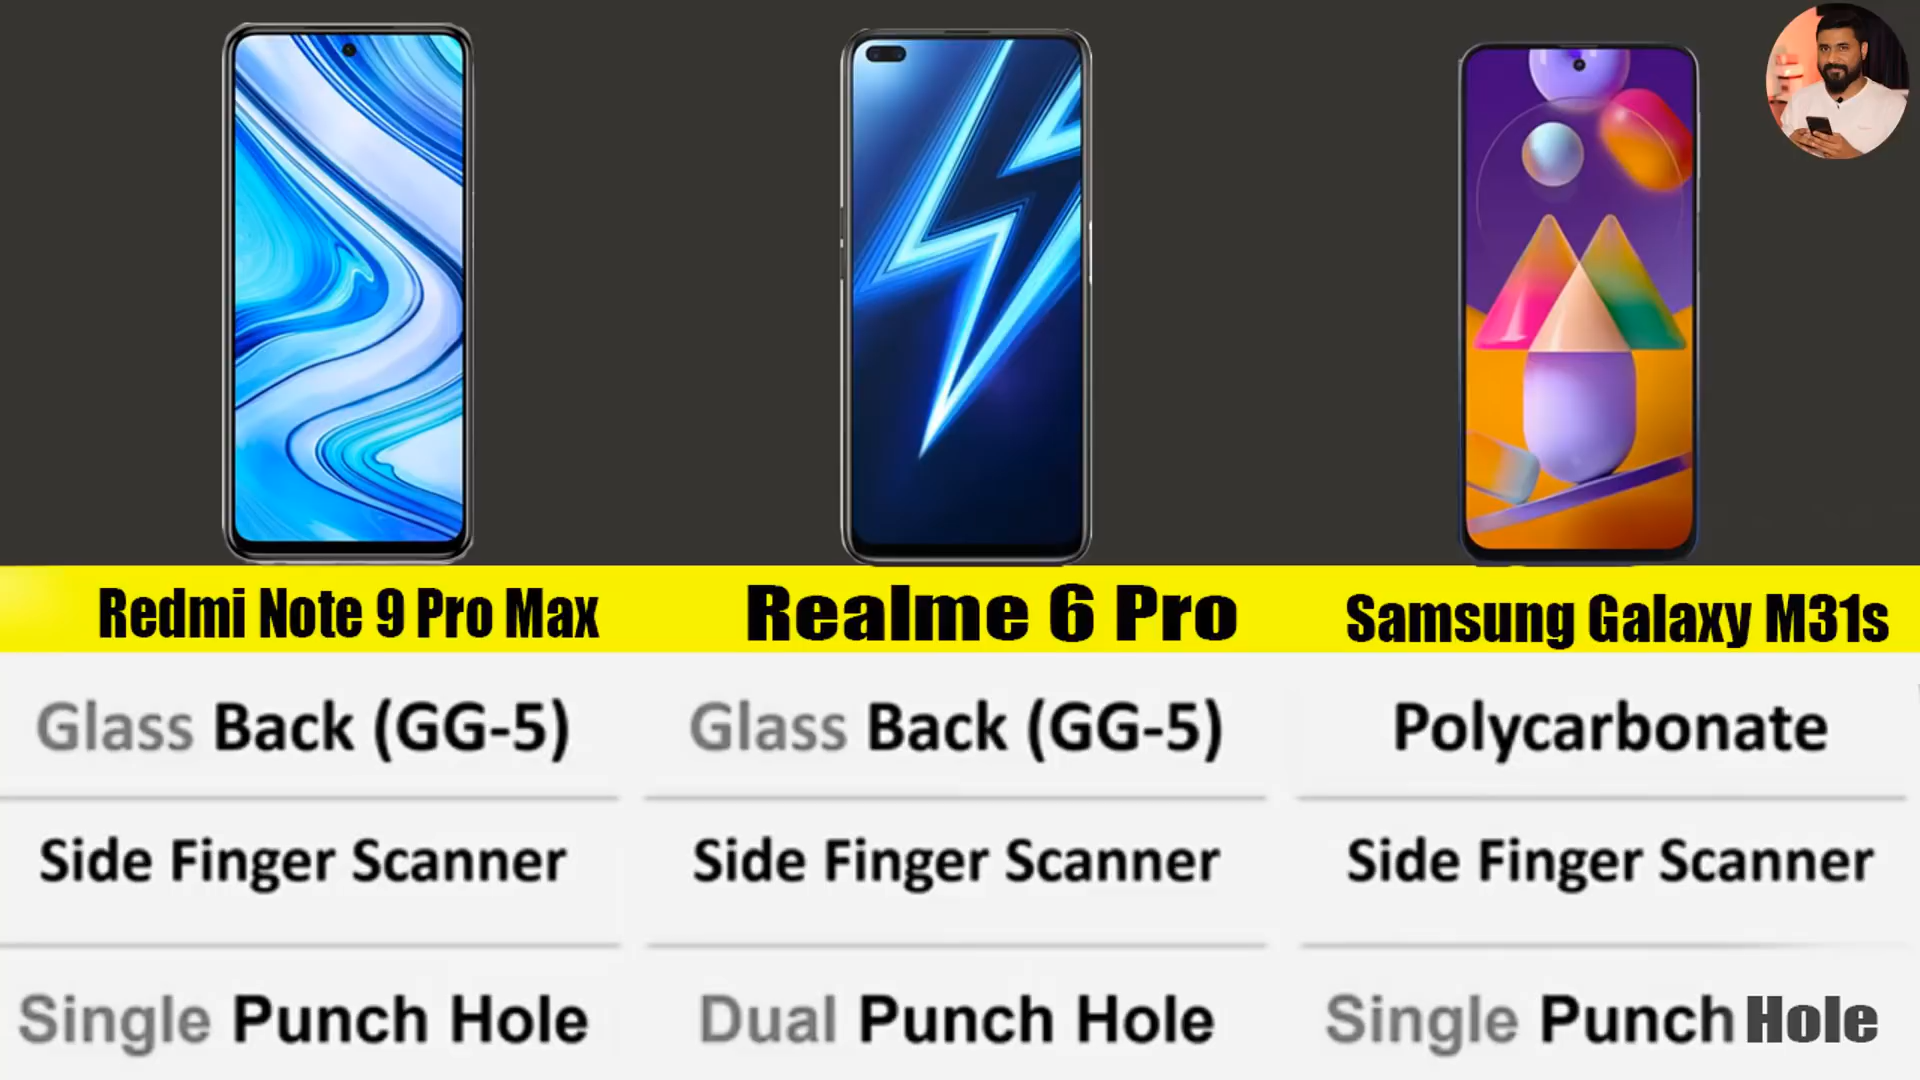 Redmi Note 9 Pro Max
Realme 6 Pro
Samsung Galaxy M31s
Glass Back (GG-5)
Glass Back (GG-5)
Polycarbonate
Side Finger Scanner
Side Finger Scanner
Side Finger Scanner
Single Punch Hole
Dual Punch Hole
Single Punch Hole